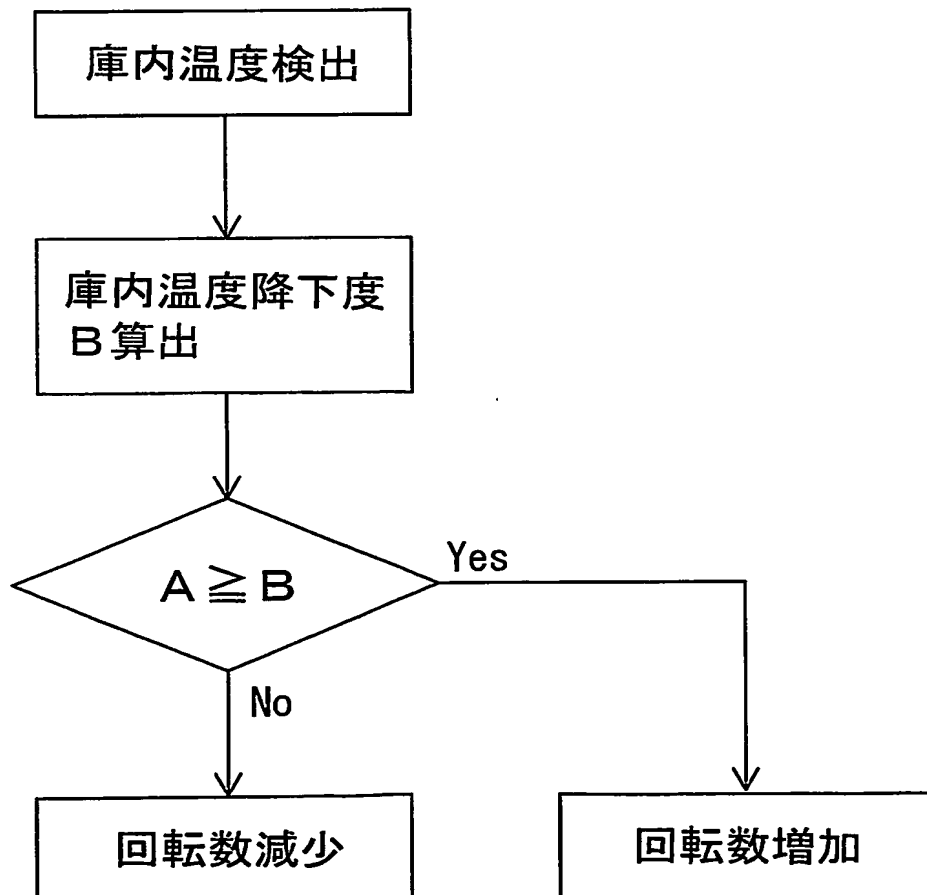 庫内温度検出
庫内温度降下度
B算出
A≧B
Yes
No
回転数減少
回転数増加